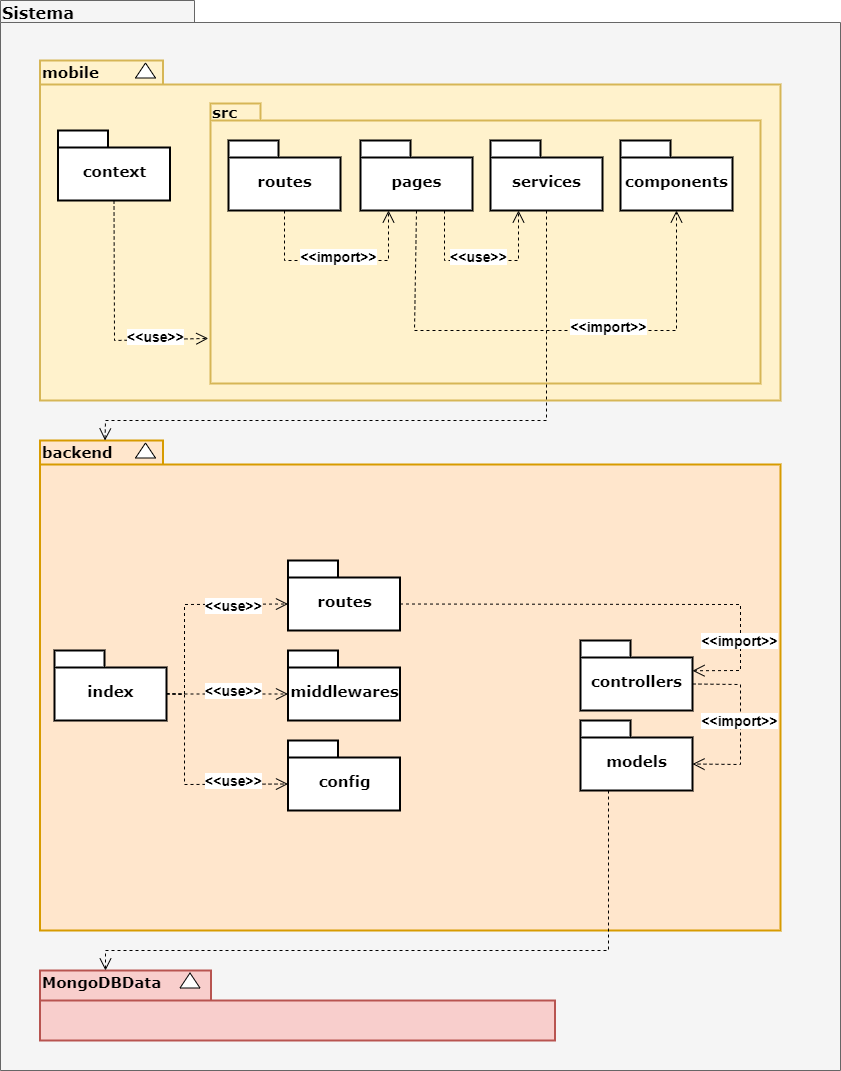 Sistema
mobile
src
context
routes
pages
services
components
<<import>>
<<use>>
<<import>>
<<use>>
backend
routes
<<use>>
<<import>>
index
<<use>>
middlewares
controllers
<<import>>
<<use>>
config
models
MongoDBData